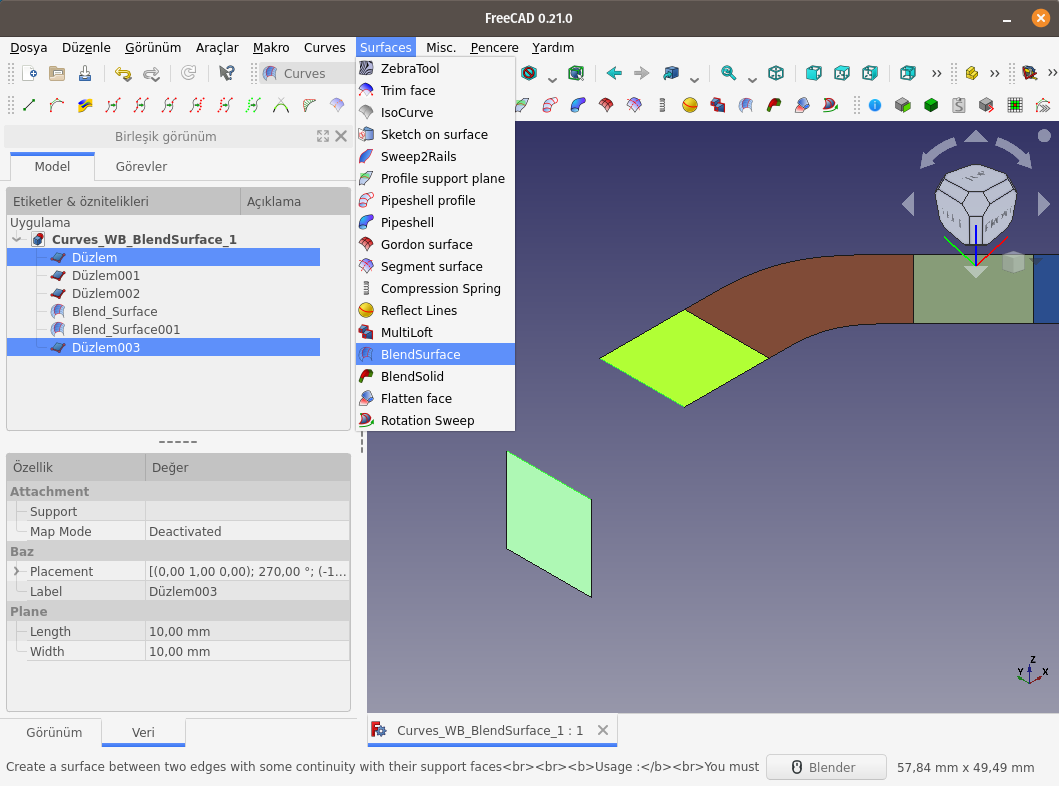 FreeCAD 0.21.0
Dosya Düzenle Görünüm Araçlar Makro Curves Surfaces Misc. Pencere Yardım
Curves
ZebraTool
Trim face
IsoCurve
Sketch on surface
Sweep2Rails
Profile support plane
Pipeshell profile
Pipeshell
Gordon surface
Segment surface
Compression Spring
Reflect Lines
MultiLoft
BlendSurface
BlendSolid
Flatten face
Rotation Sweep
Birleşik görünüm
Model Görevler
Etiketler & öznitelikleri Açıklama
Uygulama
Curves_WB_BlendSurface_1
Düzlem
Düzlem001
Düzlem002
Blend_Surface
Blend_Surface001
Düzlem003
Özellik Değer
Attachment
Support
Map Mode Deactivated
Baz
Placement [(0,00 1,00 0,00); 270,00 °; (-1...
Label Düzlem003
Plane
Length 10,00 mm
Width 10,00 mm
Z
Y X
Görünüm Veri
Curves_WB_BlendSurface_1 : 1
Create a surface between two edges with some continuity with their support faces<br><br><b>Usage :</b><br>You must Blender 57,84 mm x 49,49 mm